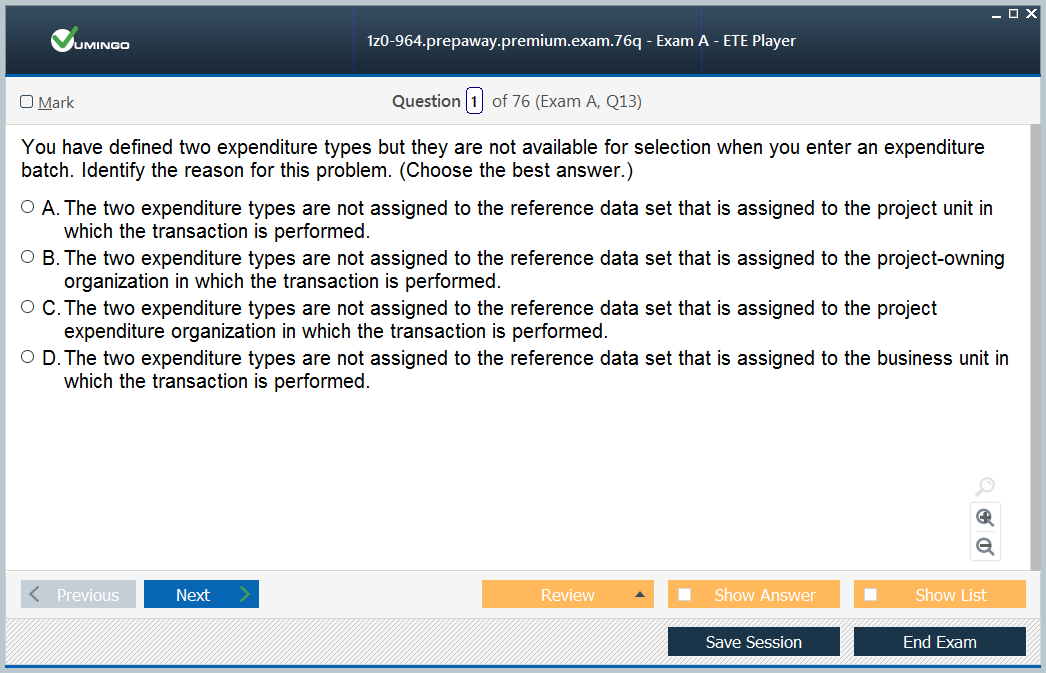 VUMINGO
1z0-964.prepaway.premium.exam.76q - Exam A - ETE Player
Mark
Question 1 of 76 (Exam A, Q13)
You have defined two expenditure types but they are not available for selection when you enter an expenditure
batch. Identify the reason for this problem. (Choose the best answer.)
A. The two expenditure types are not assigned to the reference data set that is assigned to the project unit in
which the transaction is performed.
B. The two expenditure types are not assigned to the reference data set that is assigned to the project-owning
organization in which the transaction is performed.
C. The two expenditure types are not assigned to the reference data set that is assigned to the project
expenditure organization in which the transaction is performed.
D. The two expenditure types are not assigned to the reference data set that is assigned to the business unit in
which the transaction is performed.
Previous
Next
Review
Show Answer
Show List
Save Session
End Exam